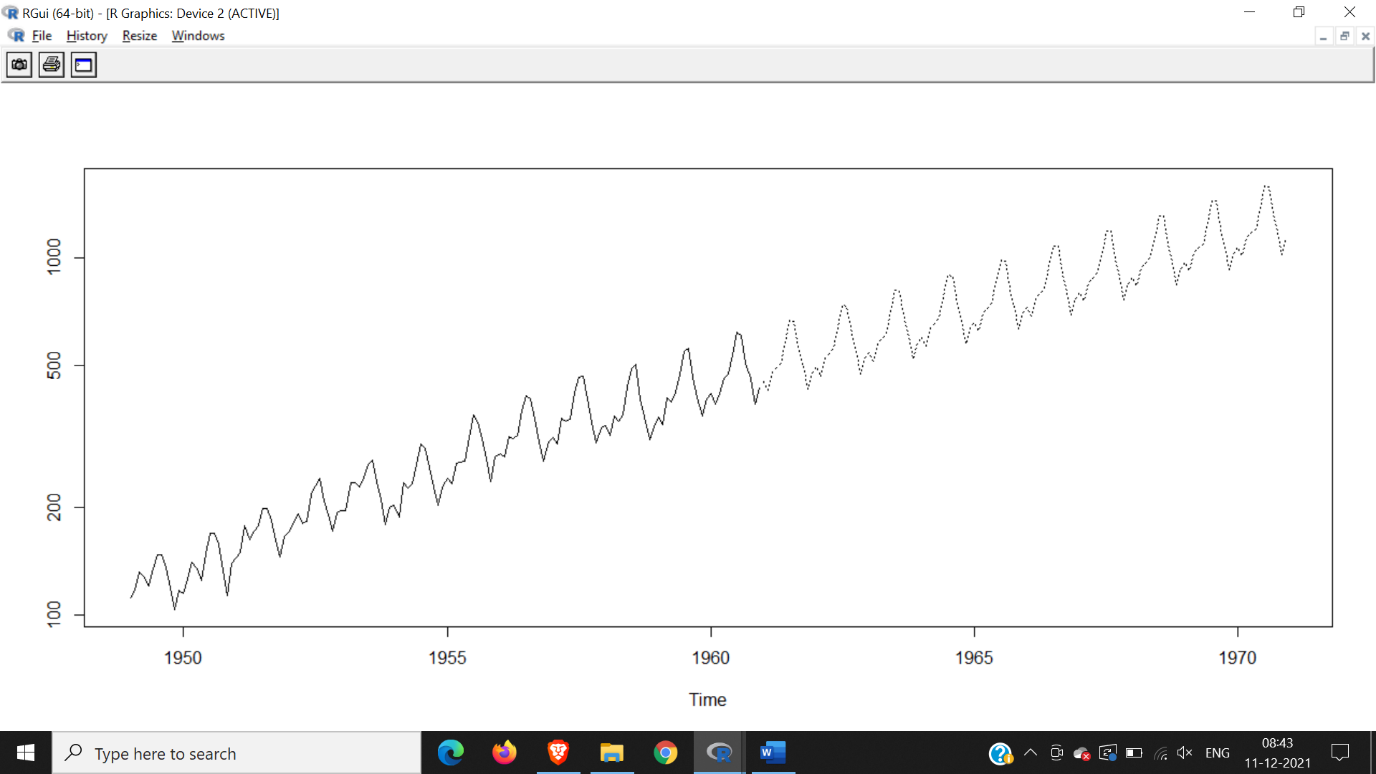 RGui (64-bit) - [R Graphics: Device 2 (ACTIVE)]
File History Resize Windows
1000
500
200
100
1950 1955 1960 1965 1970
Time
Type here to search
ENG
08:43
11-12-2021